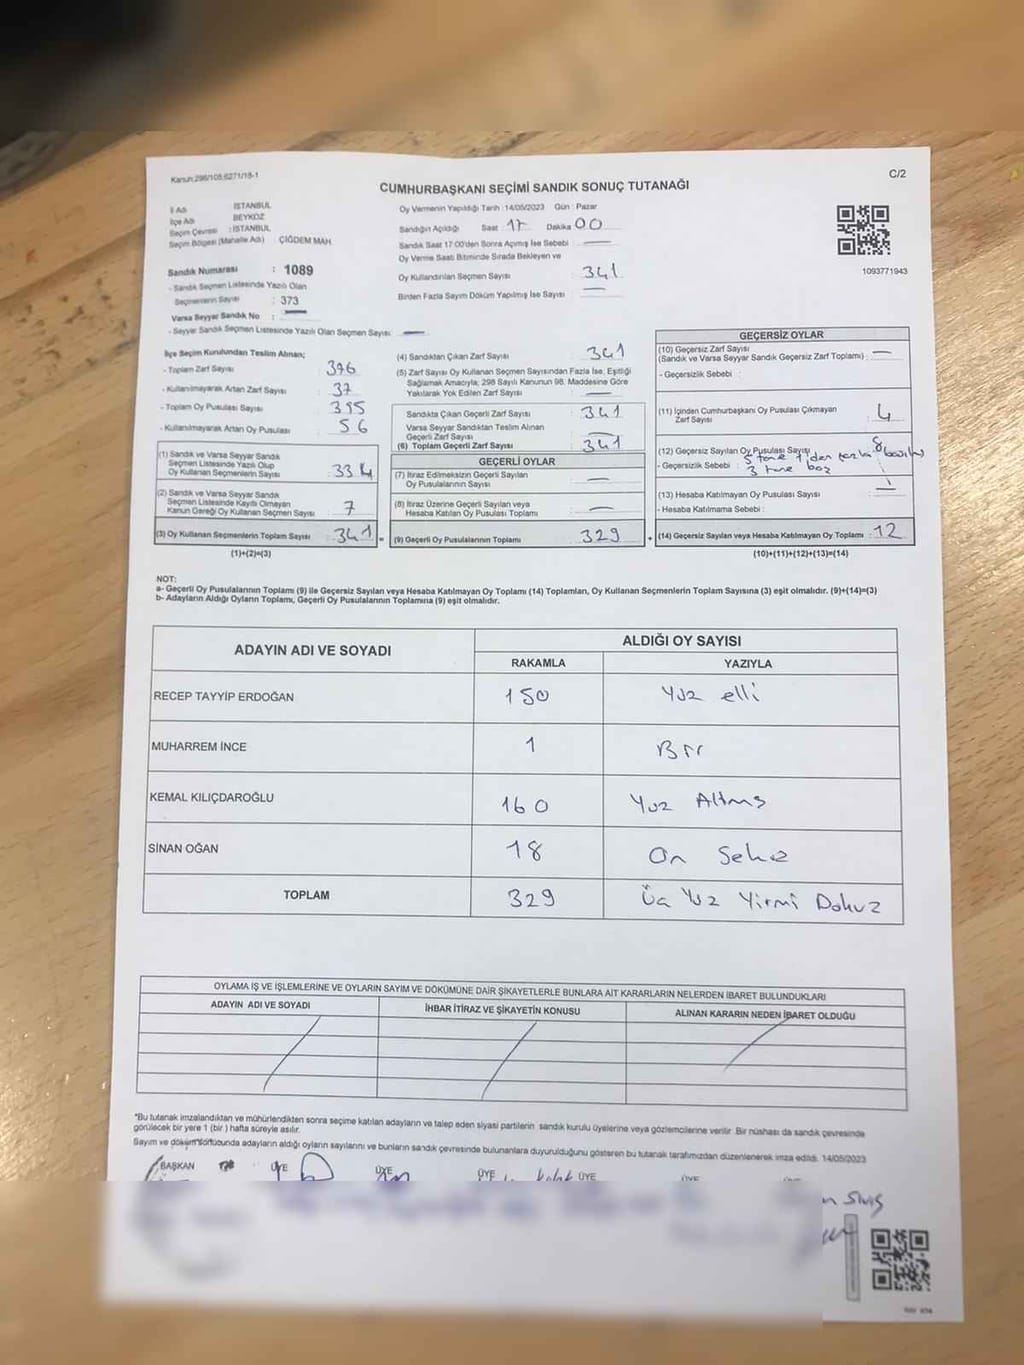 Kanun:298/108;6271/18-1
C/2
CUMHURBAŞKANI SEÇİMİ SANDIK SONUÇ TUTANAĞI
İl Adı İSTANBUL
İlçe Adı BEYKOZ
Seçim Çevresi : İSTANBUL
Seçim Bölgesi (Mahalle Adı) : ÇİĞDEM MAH.
Sandık Numarası : 1089
- Sandık Seçmen Listesinde Yazılı Olan
Seçmenlerin Sayısı : 373
Varsa Seyyar Sandık No :
- Seyyar Sandık Seçmen Listesinde Yazılı Olan Seçmen Sayısı :
Oy Vermenin Yapıldığı Tarih :14/05/2023 Gün : Pazar
Sandığın Açıldığı Saat 17 Dakika 00
Sandık Saat 17:00'den Sonra Açımış İse Sebebi :
Oy Verme Saati Bitiminde Sırada Bekleyen ve
Oy Kullandırılan Seçmen Sayısı : 341
Birden Fazla Sayım Döküm Yapılmış İse Sayısı :
1093771943
İlçe Seçim Kurulundan Teslim Alınan;
- Toplam Zarf Sayısı : 376
- Kullanılmayarak Artan Zarf Sayısı : 37
- Toplam Oy Pusulası Sayısı : 395
- Kullanılmayarak Artan Oy Pusulası : 56
(1) Sandık ve Varsa Seyyar Sandık
Seçmen Listesinde Yazılı Olup
Oy Kullanan Seçmenlerin Sayısı : 334
(2) Sandık ve Varsa Seyyar Sandık
Seçmen Listesinde Kayıtlı Olmayan
Kanun Gereği Oy Kullanan Seçmen Sayısı : 7
(3) Oy Kullanan Seçmenlerin Toplam Sayısı : 341
(1)+(2)=(3)
(4) Sandıktan Çıkan Zarf Sayısı : 341
(5) Zarf Sayısı Oy Kullanan Seçmen Sayısından Fazla İse, Eşitliği
Sağlamak Amacıyla; 298 Sayılı Kanunun 98. Maddesine Göre
Yakılarak Yok Edilen Zarf Sayısı :
Sandıkta Çıkan Geçerli Zarf Sayısı : 341
Varsa Seyyar Sandıktan Teslim Alınan
Geçerli Zarf Sayısı :
(6) Toplam Geçerli Zarf Sayısı : 341
GEÇERLİ OYLAR
(7) İtiraz Edilmeksizin Geçerli Sayılan
Oy Pusulalarının Sayısı :
(8) İtiraz Üzerine Geçerli Sayılan veya
Hesaba Katılan Oy Pusulası Toplamı :
(9) Geçerli Oy Pusulalarının Toplamı : 329
GEÇERSİZ OYLAR
(10) Geçersiz Zarf Sayısı
(Sandık ve Varsa Seyyar Sandık Geçersiz Zarf Toplamı) :
- Geçersizlik Sebebi :
(11) İçinden Cumhurbaşkanı Oy Pusulası Çıkmayan
Zarf Sayısı : 4
(12) Geçersiz Sayılan Oy Pusulası Sayısı : 8
- Geçersizlik Sebebi : 5 tane 1'den fazla
3 tane boş
(13) Hesaba Katılmayan Oy Pusulası Sayısı :
- Hesaba Katılmama Sebebi :
(14) Geçersiz Sayılan veya Hesaba Katılmayan Oy Toplamı : 12
(10)+(11)+(12)+(13)=(14)
NOT:
a- Geçerli Oy Pusulalarının Toplamı (9) ile Geçersiz Sayılan veya Hesaba Katılmayan Oy Toplamı (14) Toplamları, Oy Kullanan Seçmenlerin Toplam Sayısına (3) eşit olmalıdır. (9)+(14)=(3)
b- Adayların Aldığı Oyların Toplamı, Geçerli Oy Pusulalarının Toplamına (9) eşit olmalıdır.
ADAYIN ADI VE SOYADI ALDIĞI OY SAYISI
RAKAMLA YAZIYLA
RECEP TAYYİP ERDOĞAN 150 Yüz elli
MUHARREM İNCE 1 Bir
KEMAL KILIÇDAROĞLU 160 Yüz Altmış
SİNAN OĞAN 18 On Sekiz
TOPLAM 329 Üç Yüz Yirmi Dokuz
OYLAMA İŞ VE İŞLEMLERİNE VE OYLARIN SAYIM VE DÖKÜMÜNE DAİR ŞİKAYETLERLE BUNLARA AİT KARARLARIN NELERDEN İBARET BULUNDUKLARI
ADAYIN ADI VE SOYADI İHBAR İTİRAZ VE ŞİKAYETİN KONUSU ALINAN KARARIN NEDEN İBARET OLDUĞU
*Bu tutanak imzalandıktan ve mühürlendikten sonra seçime katılan adayların ve talep eden siyasi partilerin sandık kurulu üyelerine veya gözlemcilerine verilir. Bir nüshası da sandık çevresinde
görülecek bir yere 1 (bir ) hafta süreyle asılır.
Sayım ve döküm sonucunda adayların aldığı oyların sayılarını ve bunların sandık çevresinde bulunanlara duyurulduğunu gösteren bu tutanak tarafımızdan düzenlenerek imza edildi. 14/05/2023
BAŞKAN ÜYE ÜYE ÜYE ÜYE ÜYE